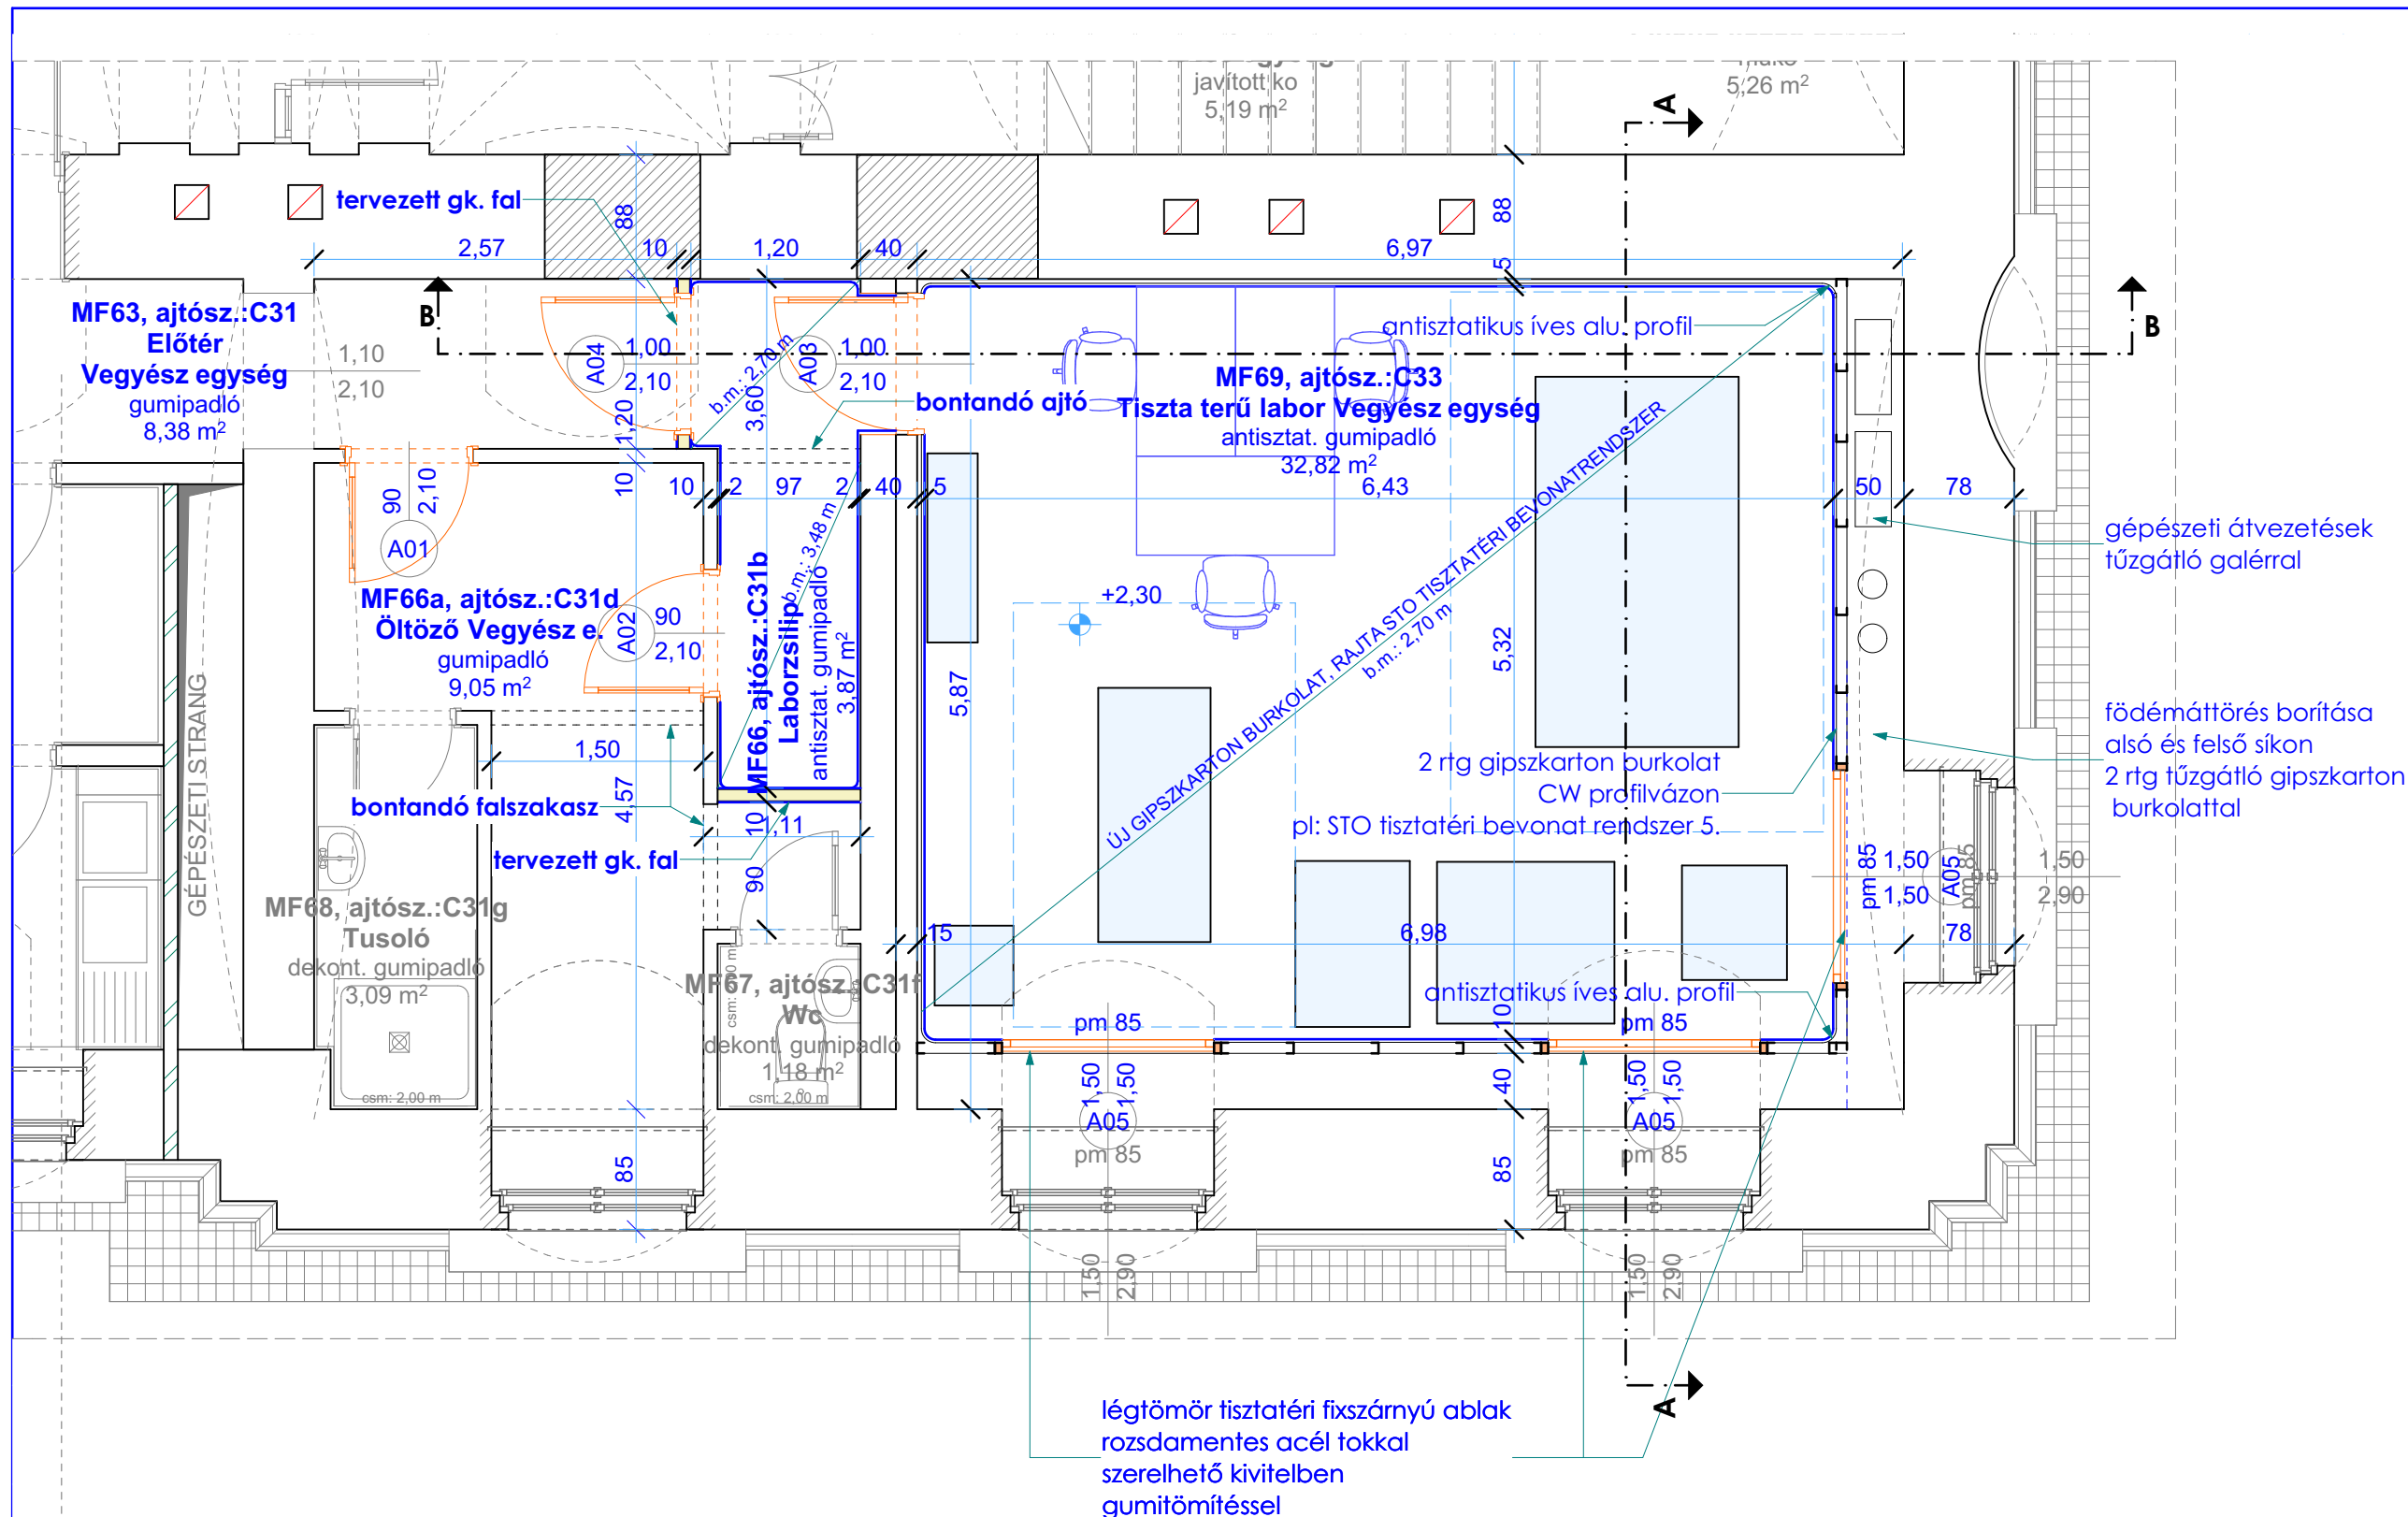 javított kő
5,19 m²
5,26 m²
A
tervezett gk. fal
88
88
2,57
10
1,20
40
6,97
5
MF63, ajtósz.:C31
Előtér
Vegyész egység
gumipadló
8,38 m²
B
B
1,10
2,10
A04
1,00
2,10
b.m.: 2,70 m
A03
1,00
2,10
1,20
3,60
bontandó ajtó
antisztatikus íves alu. profil
MF69, ajtósz.:C33
Tiszta terű labor Vegyész egység
antisztat. gumipadló
32,82 m²
10
90
2,10
A01
10
2
97
2
40
5
6,43
50
78
gépészeti átvezetések
tűzgátló galérral
MF66a, ajtósz.:C31d
Öltöző Vegyész e.
gumipadló
9,05 m²
A02
90
2,10
MF66, ajtósz.:C31b
Laborzsilip
antisztat. gumipadló
3,87 m²
b.m.: 3,48 m
+2,30
5,87
5,32
ÚJ GIPSZKARTON BURKOLAT, RAJTA STO TISZTATÉRI BEVONATRENDSZER
b.m.: 2,70 m
GÉPÉSZETI STRANG
1,50
4,57
bontandó falszakasz
10
1,11
tervezett gk. fal
90
2 rtg gipszkarton burkolat
CW profilvázon
pl: STO tisztatéri bevonat rendszer 5.
födémáttörés borítása
alsó és felső síkon
2 rtg tűzgátló gipszkarton
burkolattal
pm 85
1,50
1,50
A05
pm 85
1,50
2,90
MF68, ajtósz.:C31g
Tusoló
dekont. gumipadló
3,09 m²
csm: 2,00 m
MF67, ajtósz.:C31f
Wc
dekont. gumipadló
1,18 m²
csm: 2,00 m
15
6,98
78
antisztatikus íves alu. profil
10
pm 85
pm 85
1,50
1,50
A05
pm 85
40
1,50
1,50
A05
pm 85
85
85
1,50
2,90
1,50
2,90
A
légtömör tisztatéri fixszárnyú ablak
rozsdamentes acél tokkal
szerelhető kivitelben
gumitömítéssel